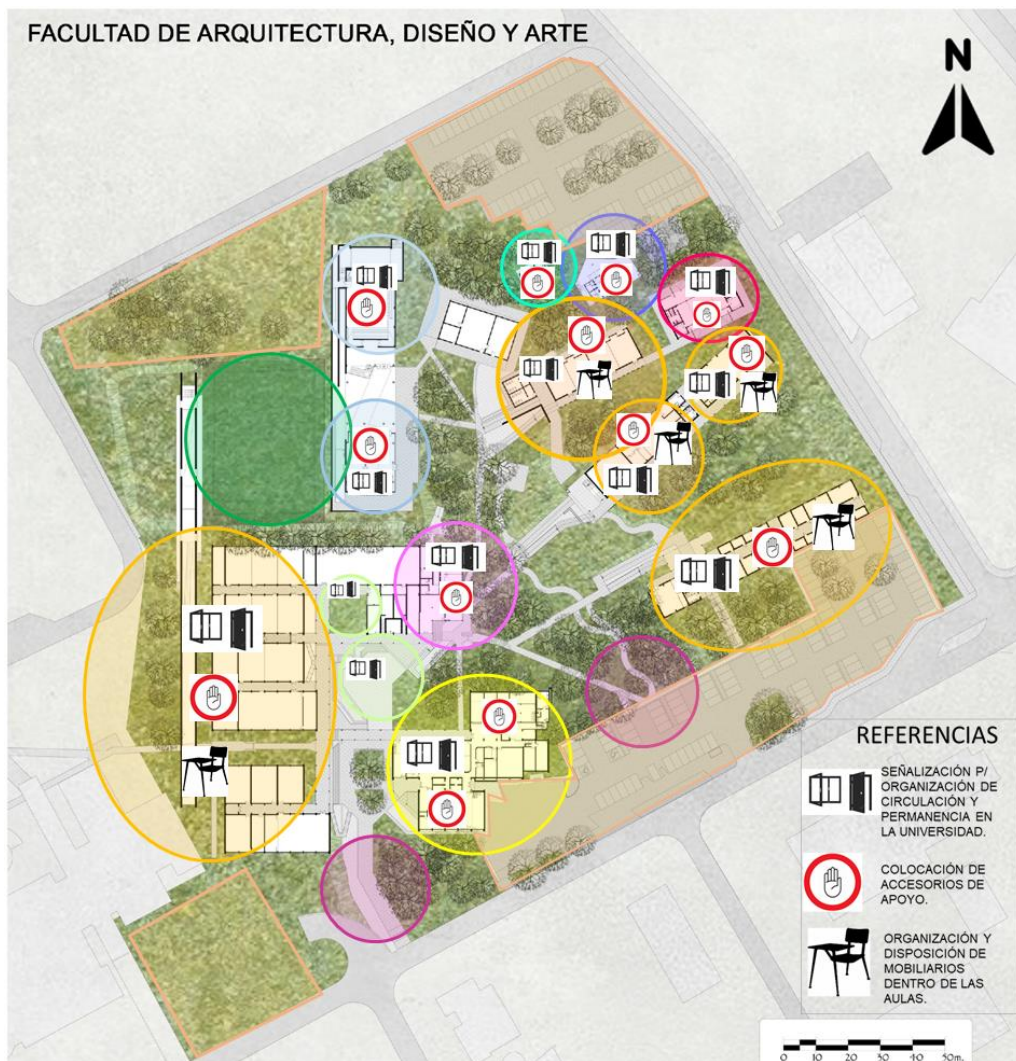 FACULTAD DE ARQUITECTURA, DISEÑO Y ARTE
N
REFERENCIAS
SEÑALIZACIÓN P/
ORGANIZACIÓN DE
CIRCULACIÓN Y
PERMANENCIA EN
LA UNIVERSIDAD.
COLOCACIÓN DE
ACCESORIOS DE
APOYO.
ORGANIZACIÓN Y
DISPOSICIÓN DE
MOBILIARIOS
DENTRO DE LAS
AULAS.
0 10 20 30 40 50m.